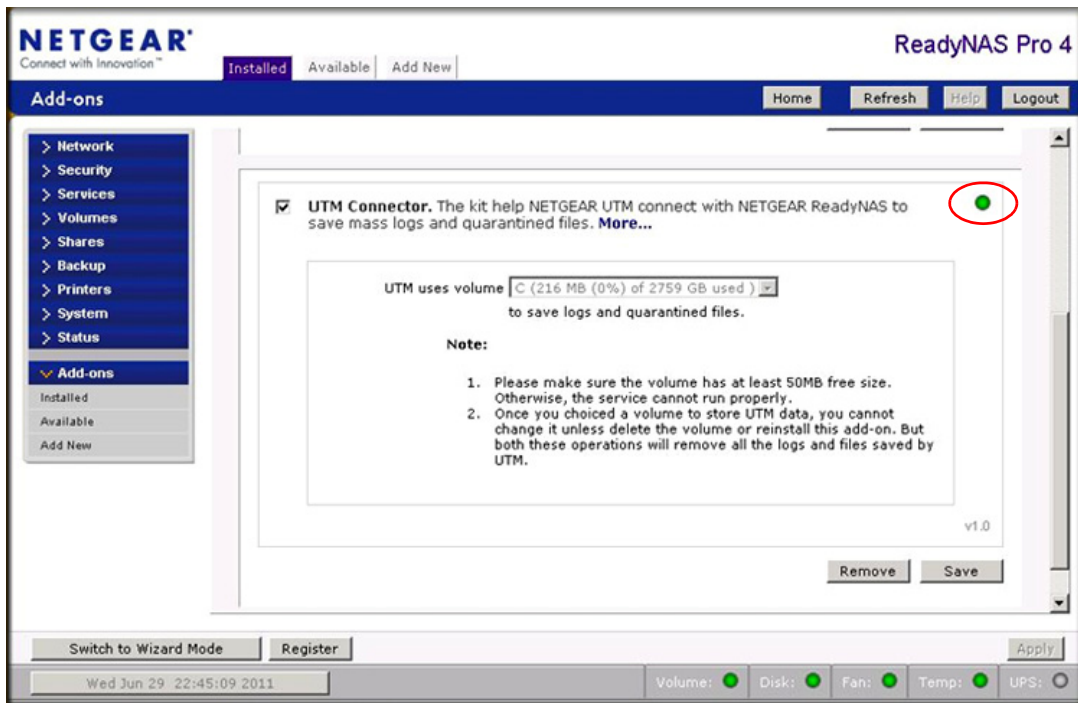 NETGEAR®
Connect with Innovation™
ReadyNAS Pro 4
Installed Available Add New
Add-ons
Home Refresh Help Logout
> Network
> Security
> Services
> Volumes
> Shares
> Backup
> Printers
> System
> Status
Add-ons
Installed
Available
Add New
UTM Connector. The kit help NETGEAR UTM connect with NETGEAR ReadyNAS to
save mass logs and quarantined files. More...
UTM uses volume C (216 MB (0%) of 2759 GB used )
to save logs and quarantined files.
Note:
1. Please make sure the volume has at least 50MB free size.
Otherwise, the service cannot run properly.
2. Once you choiced a volume to store UTM data, you cannot
change it unless delete the volume or reinstall this add-on. But
both these operations will remove all the logs and files saved by
UTM.
v1.0
Remove Save
Switch to Wizard Mode Register Apply
Wed Jun 29 22:45:09 2011 Volume: Disk: Fan: Temp: UPS: